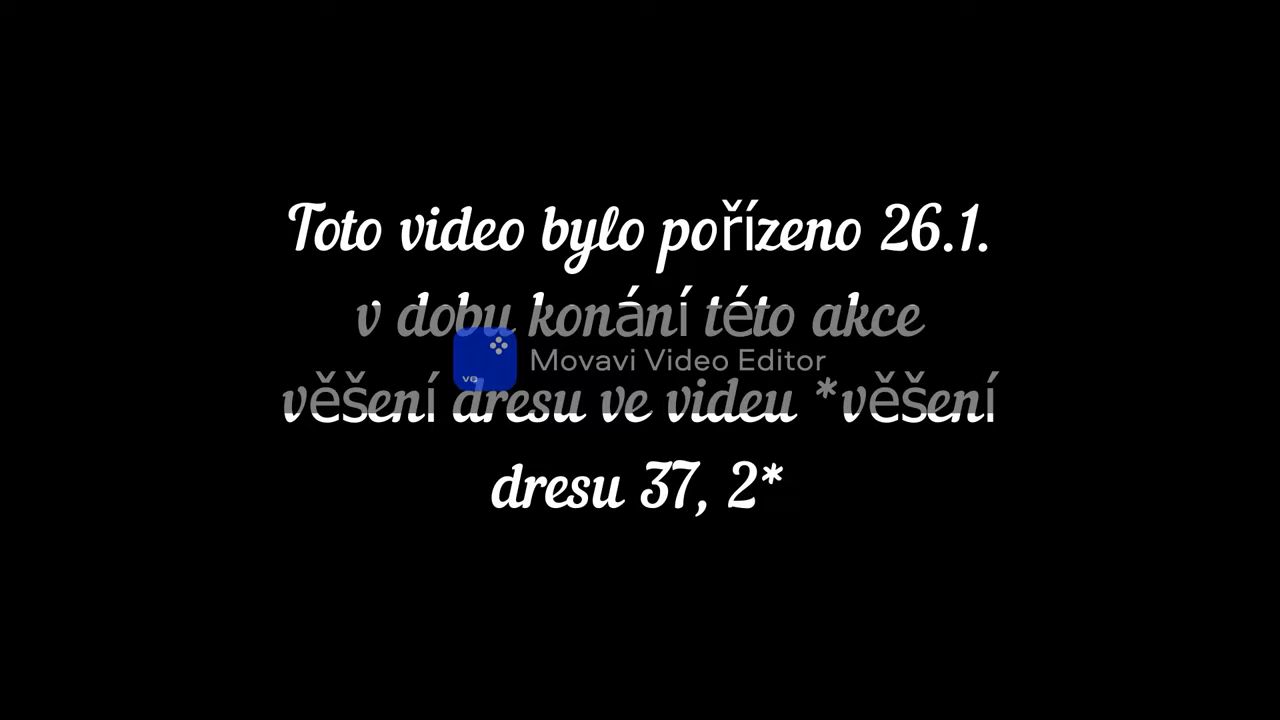 Toto video bylo pořízeno 26.1.
v dobu konání této akce
Movavi Video Editor
ve
věšení dresu ve videu *věšení
dresu 37, 2*